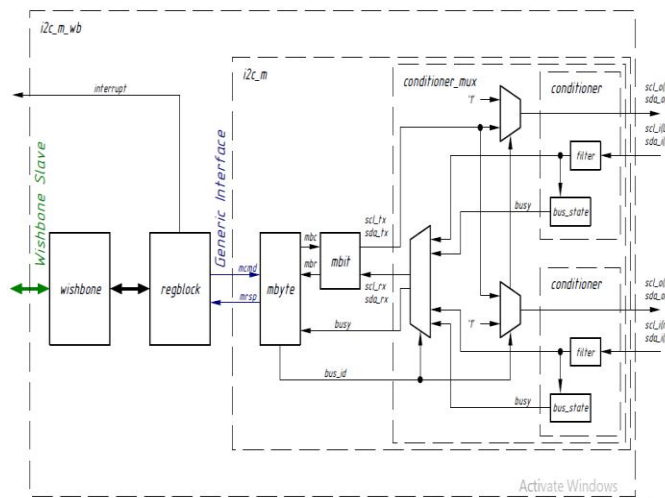 i2c_m_wb
i2c_m
conditioner_mux
conditioner
interrupt
'1'
filter
busy
bus_state
Wishbone Slave
Generic Interface
wishbone
regblock
mcmd
mrsp
mbyte
mbc
mbr
mbit
scl_tx
sda_tx
scl_rx
sda_rx
busy
bus_id
conditioner
'1'
filter
busy
bus_state
Activate Windows